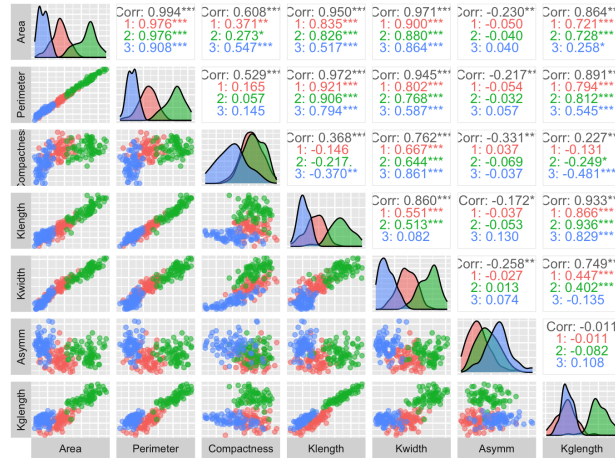 Area
Corr: 0.994***
1: 0.976***
2: 0.976***
3: 0.908***
Corr: 0.608***
1: 0.371**
2: 0.273*
3: 0.547***
Corr: 0.950***
1: 0.835***
2: 0.826***
3: 0.517***
Corr: 0.971***
1: 0.900***
2: 0.880***
3: 0.864***
Corr: -0.230**
1: -0.050
2: -0.040
3: 0.040
Corr: 0.864***
1: 0.721***
2: 0.728***
3: 0.258*
Perimeter
Corr: 0.529***
1: 0.165
2: 0.057
3: 0.145
Corr: 0.972***
1: 0.921***
2: 0.906***
3: 0.794***
Corr: 0.945***
1: 0.802***
2: 0.768***
3: 0.587***
Corr: -0.217**
1: -0.054
2: -0.032
3: 0.057
Corr: 0.891***
1: 0.794***
2: 0.812***
3: 0.545***
Compactness
Corr: 0.368***
1: -0.146
2: -0.217.
3: -0.370**
Corr: 0.762***
1: 0.667***
2: 0.644***
3: 0.861***
Corr: -0.331**
1: 0.037
2: -0.069
3: -0.037
Corr: 0.227**
1: -0.131
2: -0.249*
3: -0.481***
Klength
Corr: 0.860***
1: 0.551***
2: 0.513***
3: 0.082
Corr: -0.172*
1: -0.037
2: -0.053
3: 0.130
Corr: 0.933***
1: 0.866***
2: 0.936***
3: 0.829***
Kwidth
Corr: -0.258**
1: -0.027
2: 0.013
3: 0.074
Corr: 0.749***
1: 0.447***
2: 0.402***
3: -0.135
Asymm
Corr: -0.011
1: -0.011
2: -0.082
3: 0.108
Kglength
Area
Perimeter
Compactness
Klength
Kwidth
Asymm
Kglength